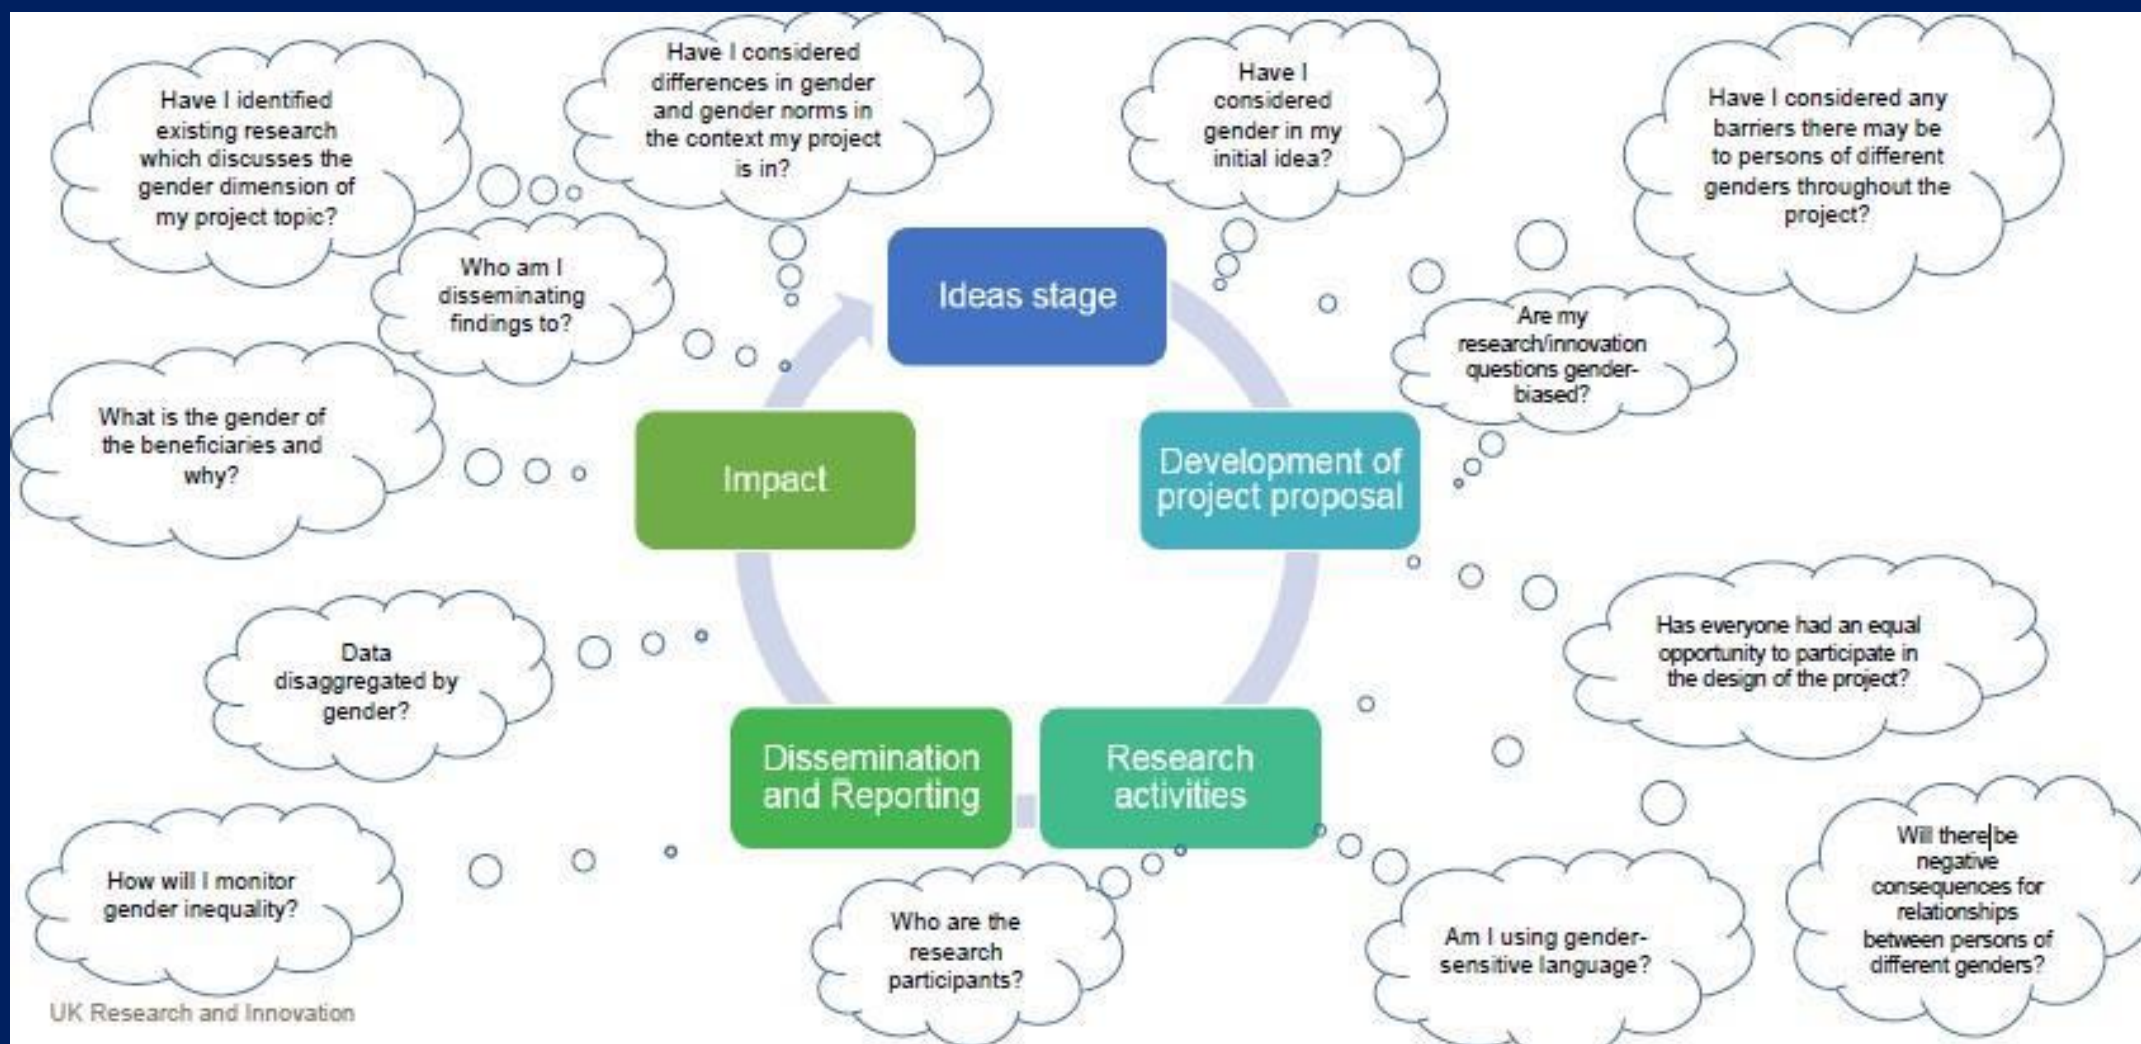 Have I identified
existing research
which discusses the
gender dimension of
my project topic?
Have I considered
differences in gender
and gender norms in
the context my project
is in?
Have I
considered
gender in my
initial idea?
Have I considered any
barriers there may be
to persons of different
genders throughout the
project?
Who am I
disseminating
findings to?
Ideas stage
Are my
research/innovation
questions gender-
biased?
What is the gender of
the beneficiaries and
why?
Impact
Development of
project proposal
Data
disaggregated by
gender?
Has everyone had an equal
opportunity to participate in
the design of the project?
Dissemination
and Reporting
Research
activities
How will I monitor
gender inequality?
Who are the
research
participants?
Am I using gender-
sensitive language?
Will there be
negative
consequences for
relationships
between persons of
different genders?
UK Research and Innovation